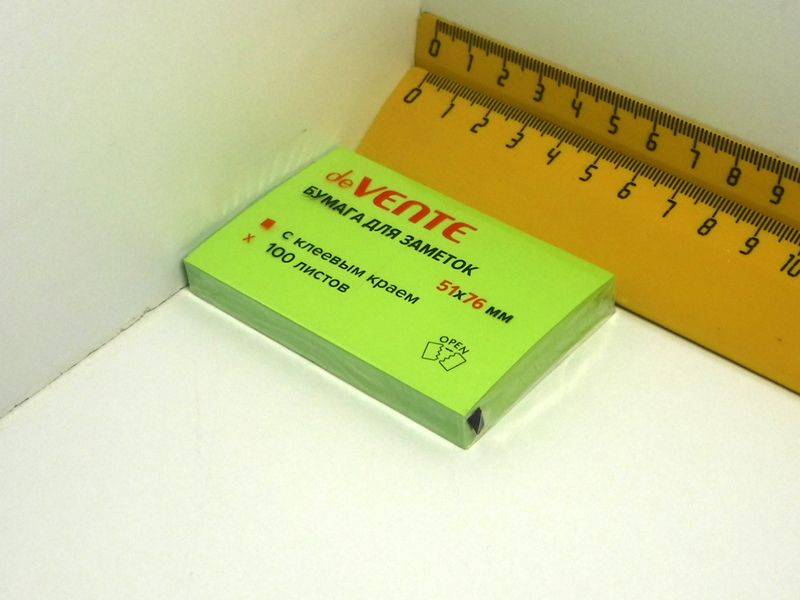 0 1 2 3 4 5 6 7 8 9
0 1 2 3 4 5 6 7 8 9 10
deVENTE
БУМАГА ДЛЯ ЗАМЕТОК
с клеевым краем
x 100 листов
51x76 мм
OPEN